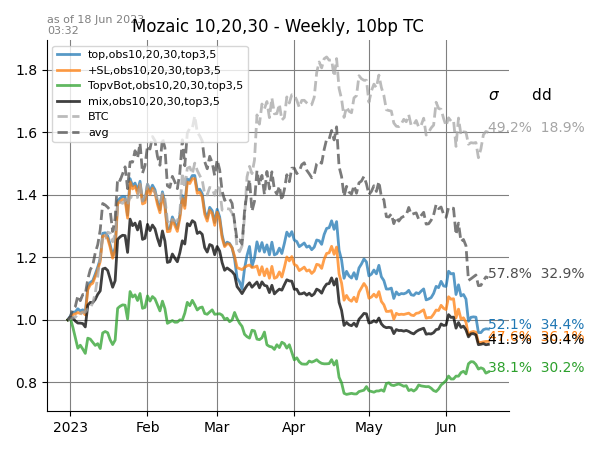 as of 18 Jun 2023
03:32
Mozaic 10,20,30 - Weekly, 10bp TC
top,obs10,20,30,top3,5
+SL,obs10,20,30,top3,5
TopvBot,obs10,20,30,top3,5
mix,obs10,20,30,top3,5
BTC
avg
σ dd
49.2% 18.9%
57.8% 32.9%
52.1% 34.4%
41.5% 30.4%
38.1% 30.2%
1.8
1.6
1.4
1.2
1.0
0.8
2023 Feb Mar Apr May Jun